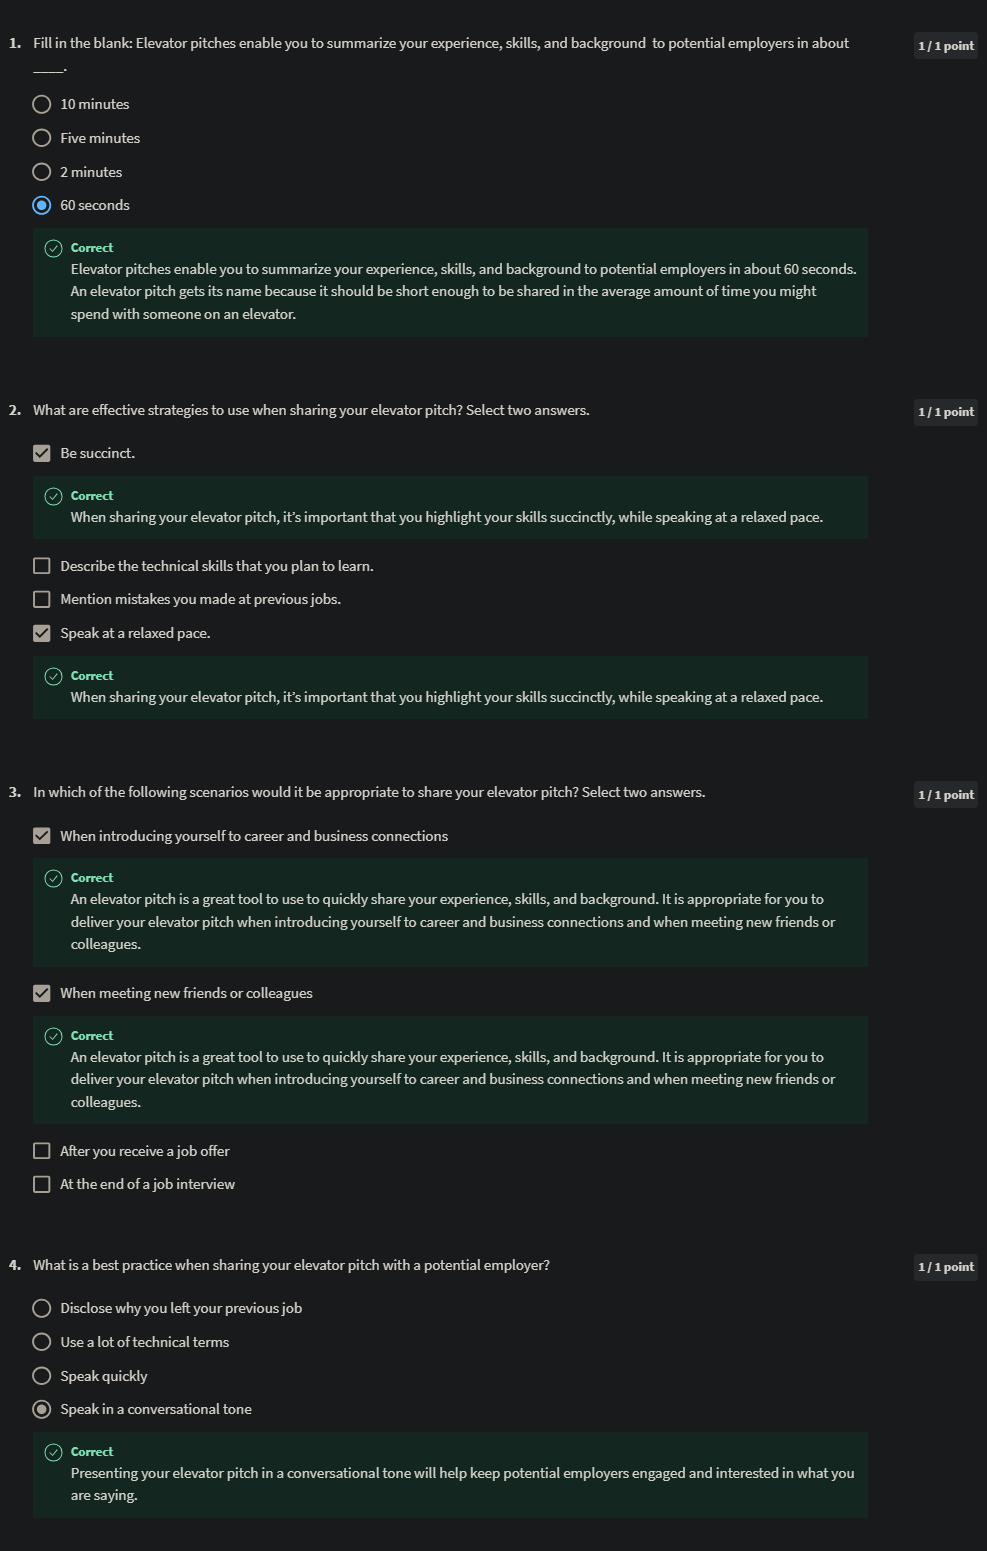 1. Fill in the blank: Elevator pitches enable you to summarize your experience, skills, and background  to potential employers in about
____.
1 / 1 point
10 minutes
Five minutes
2 minutes
60 seconds
Correct
Elevator pitches enable you to summarize your experience, skills, and background to potential employers in about 60 seconds.
An elevator pitch gets its name because it should be short enough to be shared in the average amount of time you might
spend with someone on an elevator.
2. What are effective strategies to use when sharing your elevator pitch? Select two answers.
1 / 1 point
Be succinct.
Correct
When sharing your elevator pitch, it’s important that you highlight your skills succinctly, while speaking at a relaxed pace.
Describe the technical skills that you plan to learn.
Mention mistakes you made at previous jobs.
Speak at a relaxed pace.
Correct
When sharing your elevator pitch, it’s important that you highlight your skills succinctly, while speaking at a relaxed pace.
3. In which of the following scenarios would it be appropriate to share your elevator pitch? Select two answers.
1 / 1 point
When introducing yourself to career and business connections
Correct
An elevator pitch is a great tool to use to quickly share your experience, skills, and background. It is appropriate for you to
deliver your elevator pitch when introducing yourself to career and business connections and when meeting new friends or
colleagues.
When meeting new friends or colleagues
Correct
An elevator pitch is a great tool to use to quickly share your experience, skills, and background. It is appropriate for you to
deliver your elevator pitch when introducing yourself to career and business connections and when meeting new friends or
colleagues.
After you receive a job offer
At the end of a job interview
4. What is a best practice when sharing your elevator pitch with a potential employer?
1 / 1 point
Disclose why you left your previous job
Use a lot of technical terms
Speak quickly
Speak in a conversational tone
Correct
Presenting your elevator pitch in a conversational tone will help keep potential employers engaged and interested in what you
are saying.